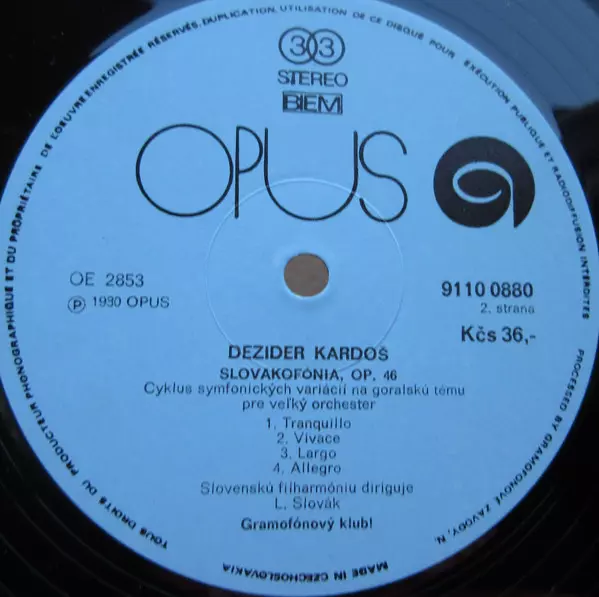 TOUS DROITS DU PRODUCTEUR PHONOGRAPHIQUE ET DU PROPRIÉTAIRE DE L'OEUVRE ENREGISTRÉE RÉSERVÉS. DUPLICATION, UTILISATION DE CE DISQUE POUR EXÉCUTION PUBLIQUE ET RADIODIFFUSION INTERDITES
PROCESSED BY GRAMOFONOVÉ ZÁVODY, N.
33
STEREO
BIEM
OPUS
OE 2853
Ⓟ 1980 OPUS
9110 0880
2. strana
Kčs 36,-
DEZIDER KARDOŠ
SLOVAKOFÓNIA, OP. 46
Cyklus symfonických variácií na goralskú tému
pre veľký orchester
1. Tranquillo
2. Vivace
3. Largo
4. Allegro
Slovenskú filharmóniu diriguje
L. Slovák
Gramofónový klub!
MADE IN CZECHOSLOVAKIA